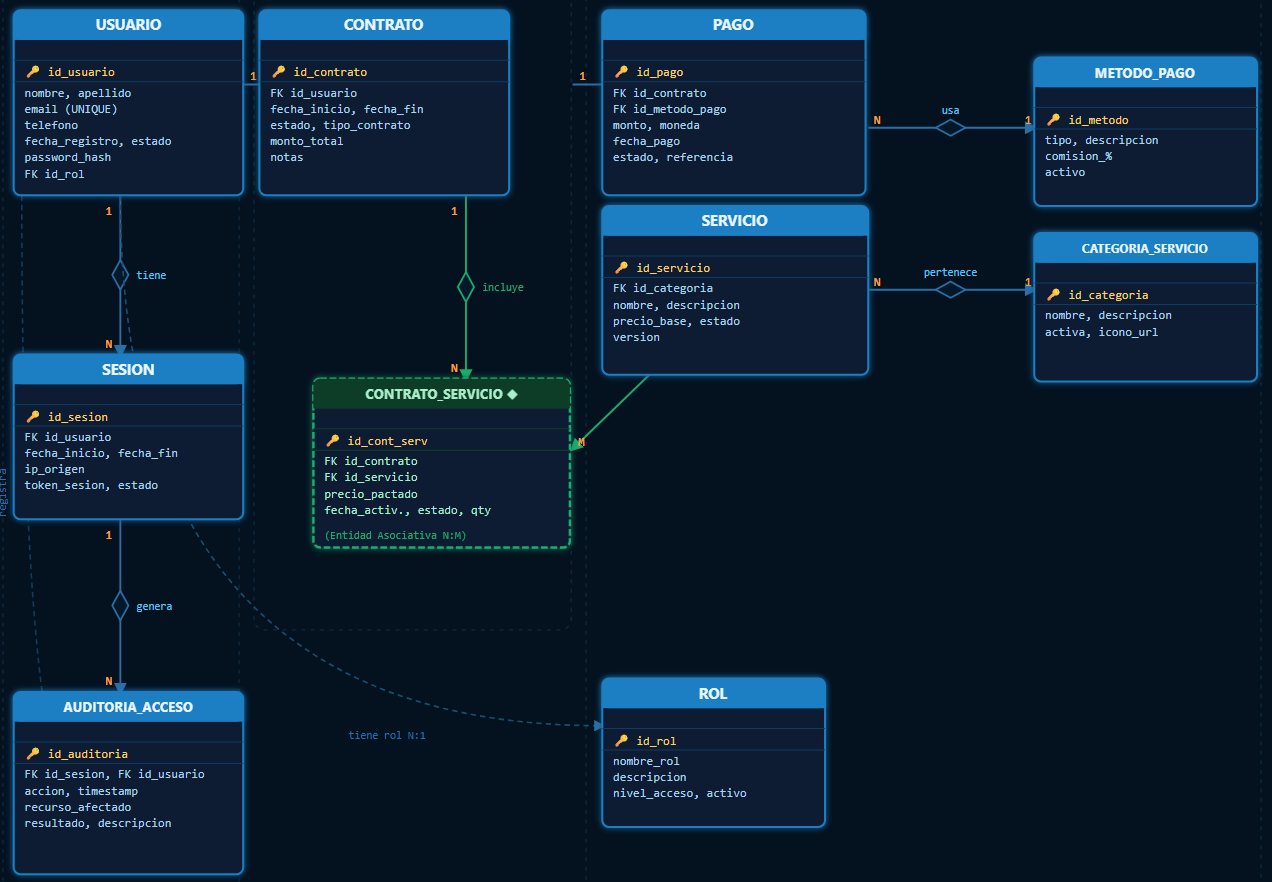 USUARIO
id_usuario
nombre, apellido
email (UNIQUE)
telefono
fecha_registro, estado
password_hash
FK id_rol
1
CONTRATO
id_contrato
FK id_usuario
fecha_inicio, fecha_fin
estado, tipo_contrato
monto_total
notas
1
PAGO
id_pago
FK id_contrato
FK id_metodo_pago
monto, moneda
fecha_pago
estado, referencia
N
usa
1
METODO_PAGO
id_metodo
tipo, descripcion
comision_%
activo
1
tiene
N
1
incluye
N
SERVICIO
id_servicio
FK id_categoria
nombre, descripcion
precio_base, estado
version
N
pertenece
1
CATEGORIA_SERVICIO
id_categoria
nombre, descripcion
activa, icono_url
SESION
id_sesion
FK id_usuario
fecha_inicio, fecha_fin
ip_origen
token_sesion, estado
registra
CONTRATO_SERVICIO ◆
id_cont_serv
FK id_contrato
FK id_servicio
precio_pactado
fecha_activ., estado, qty
(Entidad Asociativa N:M)
M
1
genera
N
AUDITORIA_ACCESO
id_auditoria
FK id_sesion, FK id_usuario
accion, timestamp
recurso_afectado
resultado, descripcion
tiene rol N:1
ROL
id_rol
nombre_rol
descripcion
nivel_acceso, activo